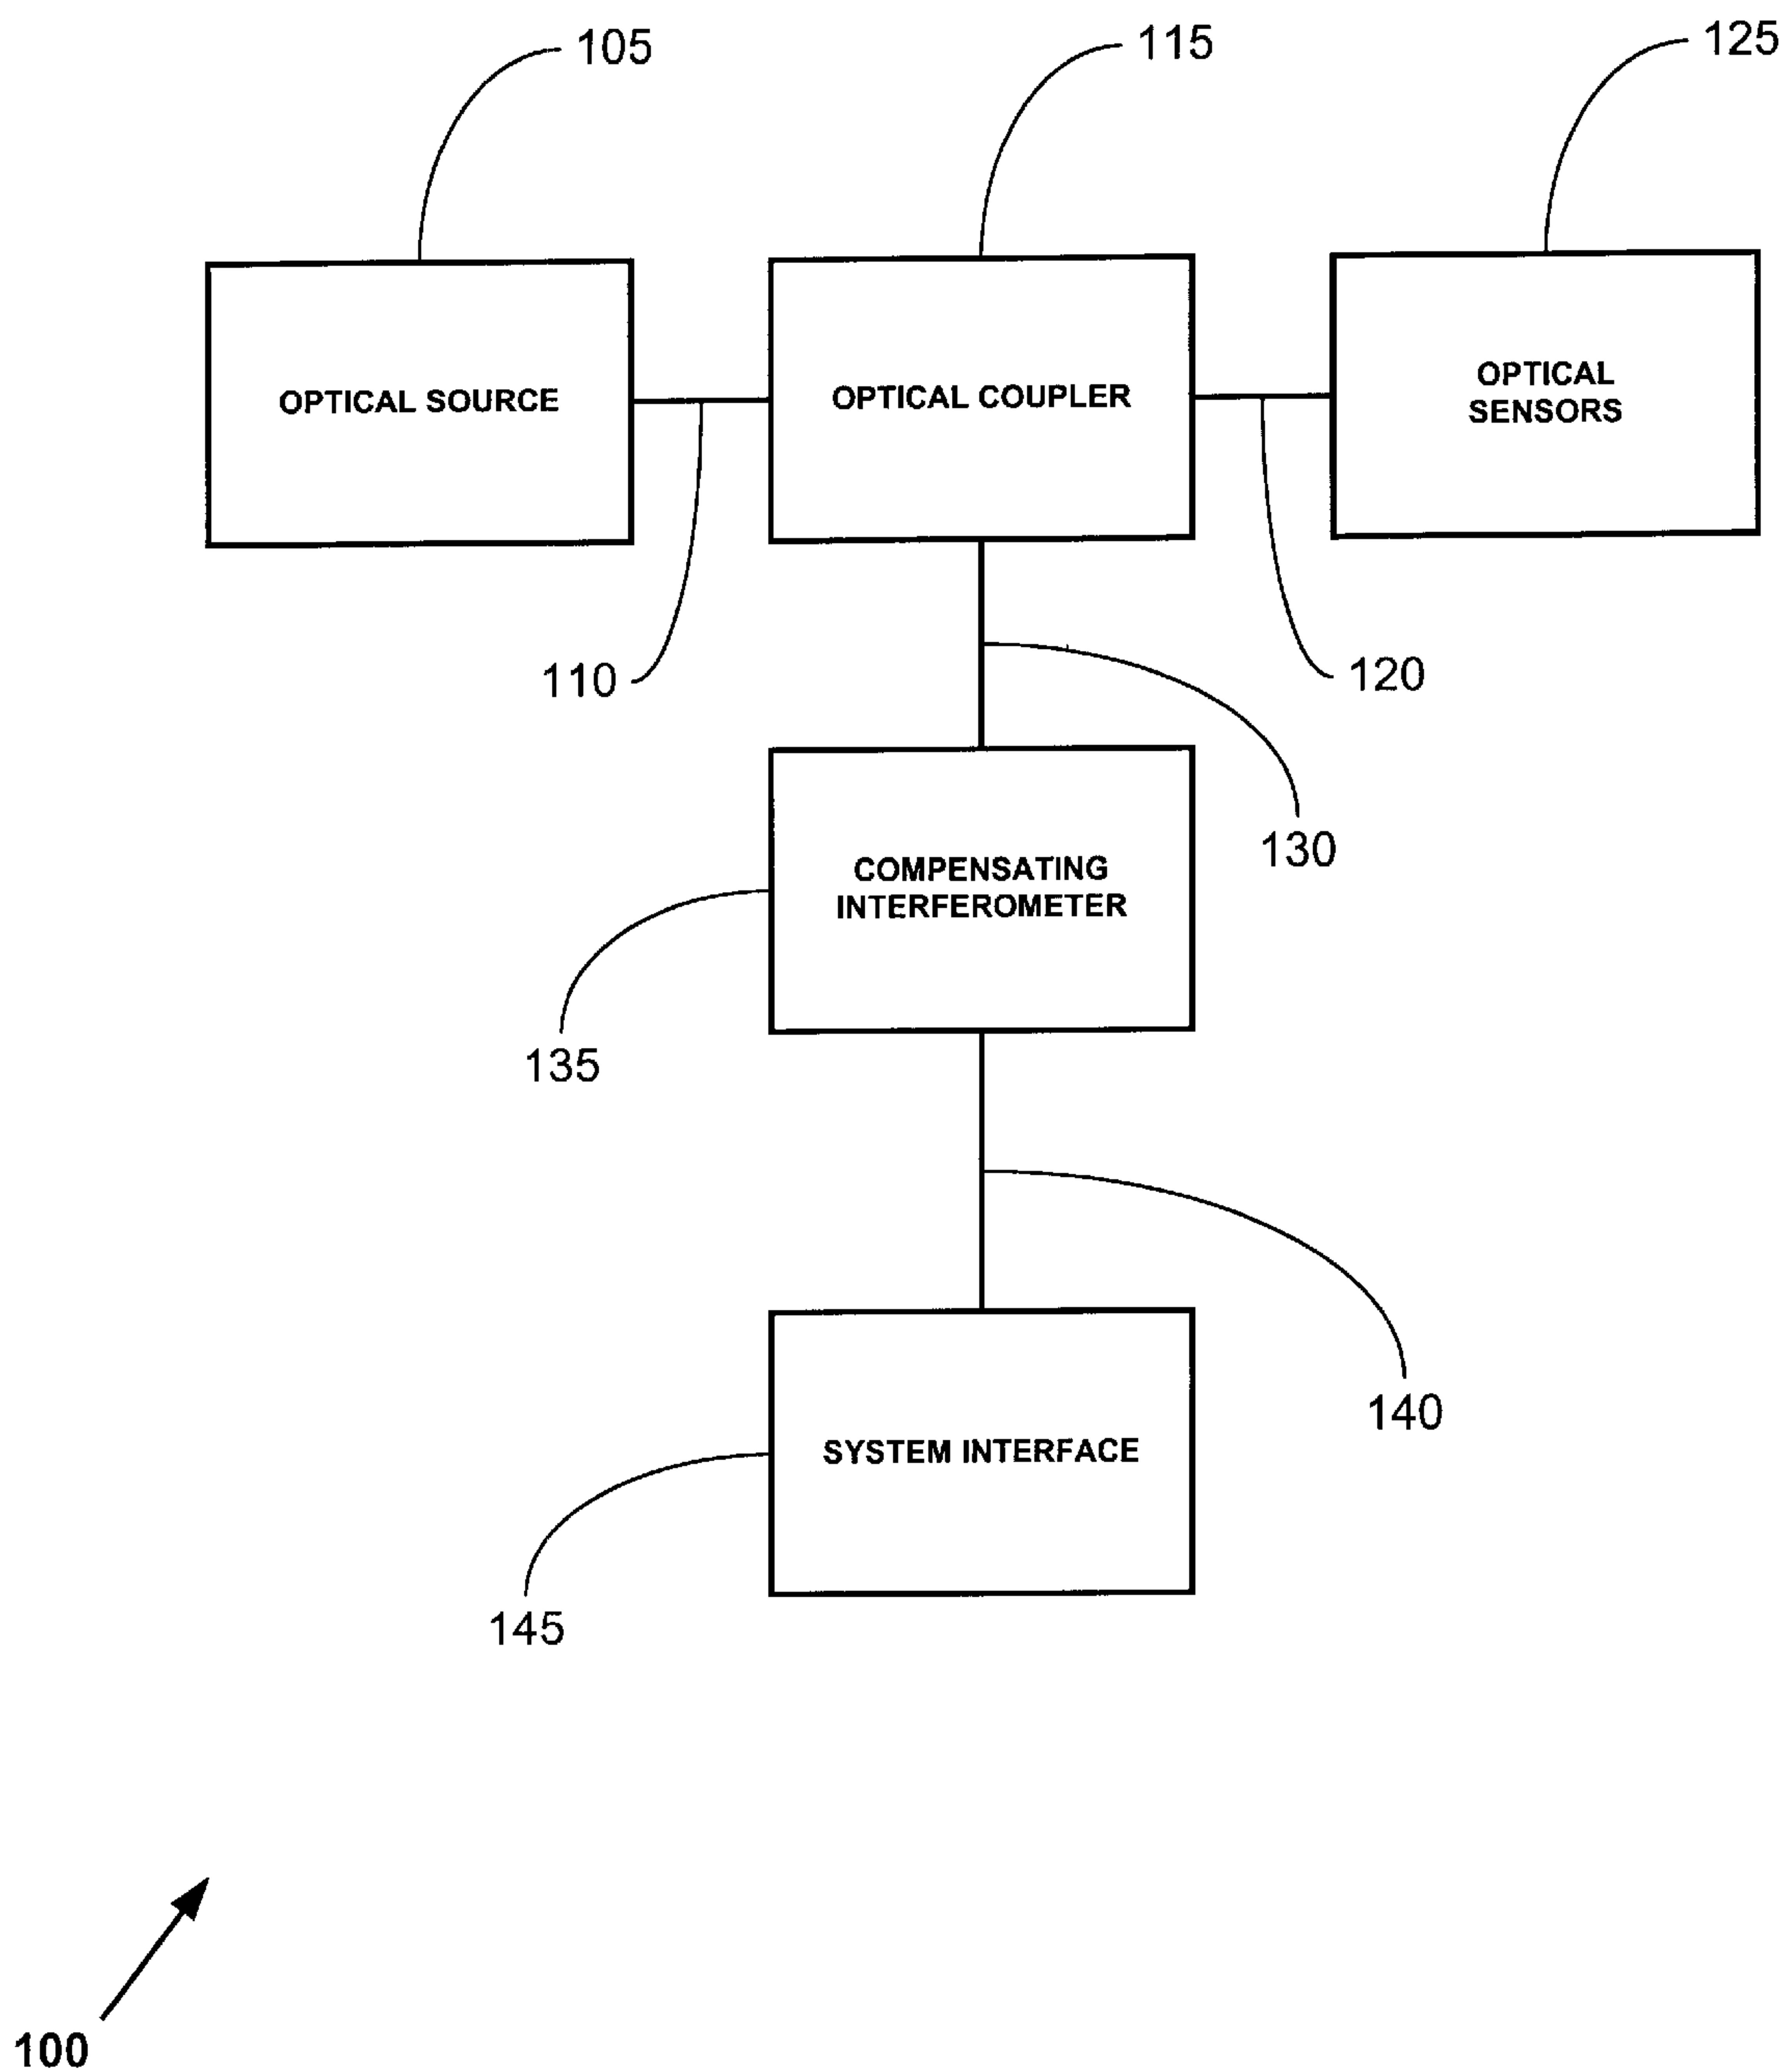 105
115
125
OPTICAL SOURCE
OPTICAL COUPLER
OPTICAL
SENSORS
110
120
130
COMPENSATING
INTERFEROMETER
135
140
SYSTEM INTERFACE
145
100